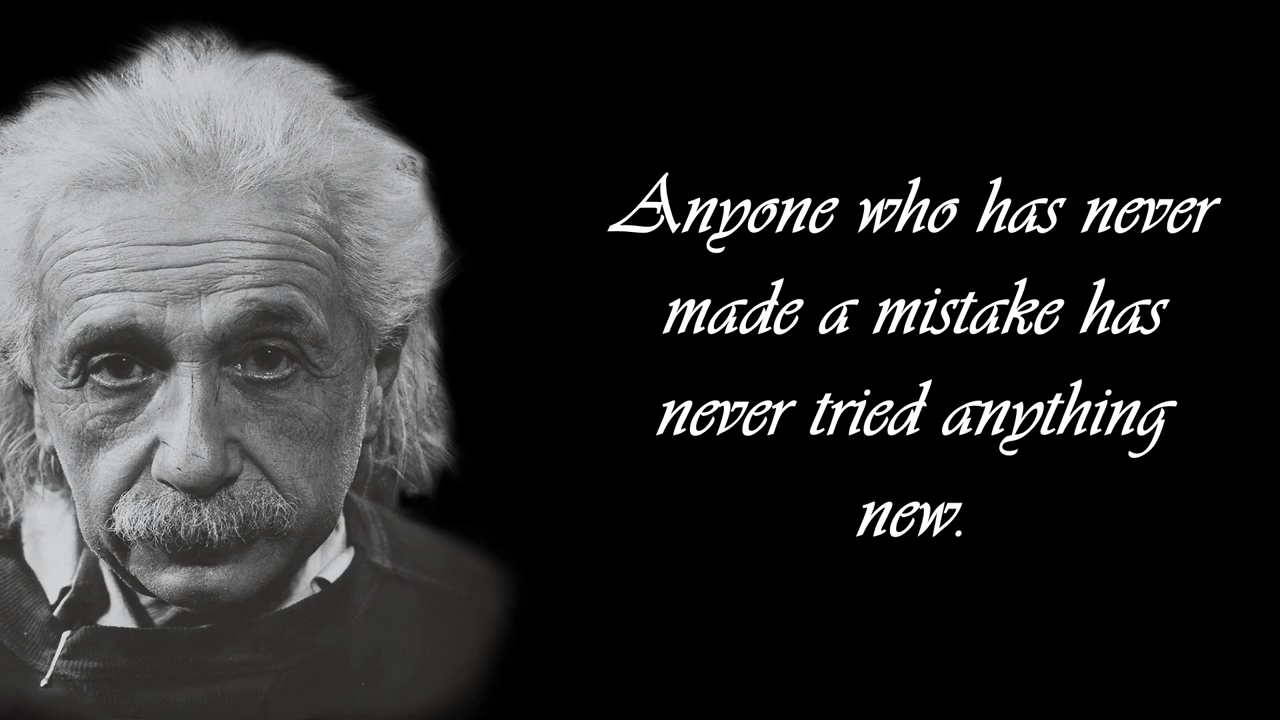 Anyone who has never
made a mistake has
never tried anything
new.